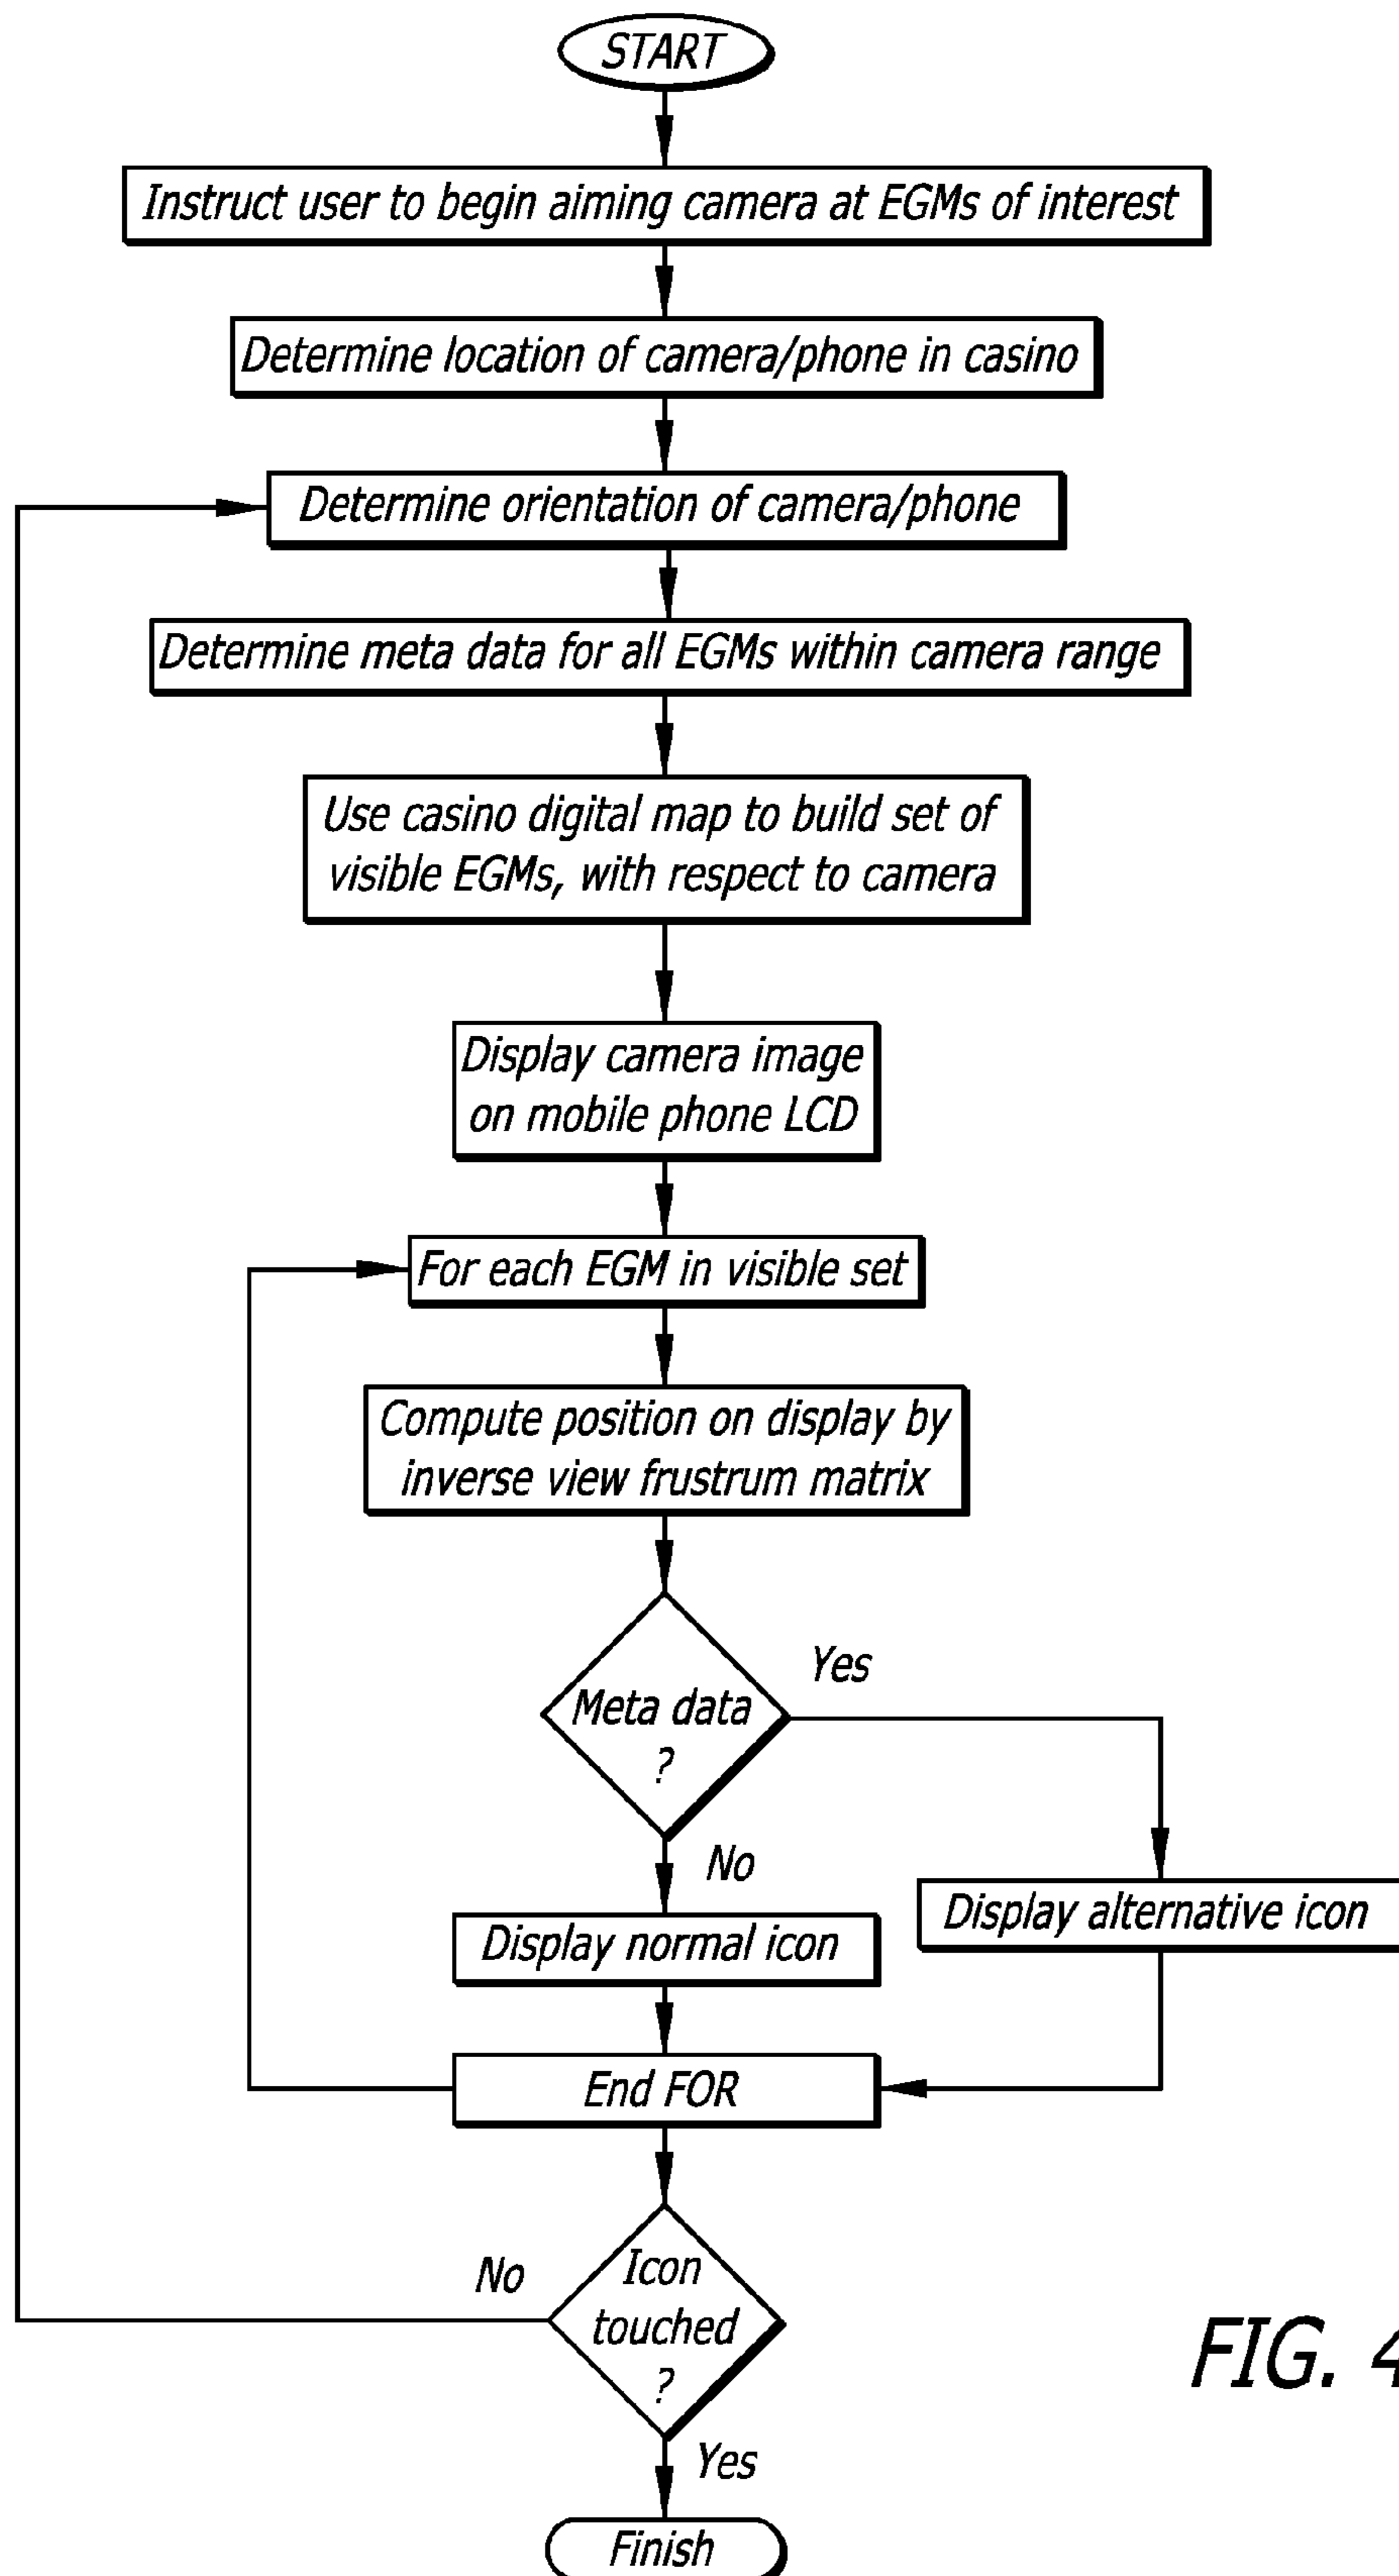 START
Instruct user to begin aiming camera at EGMs of interest
Determine location of camera/phone in casino
Determine orientation of camera/phone
Determine meta data for all EGMs within camera range
Use casino digital map to build set of
visible EGMs, with respect to camera
Display camera image
on mobile phone LCD
For each EGM in visible set
Compute position on display by
inverse view frustrum matrix
Meta data
?
Yes
No
Display normal icon
Display alternative icon
End FOR
No
Icon
touched
?
Yes
Finish
FIG. 4